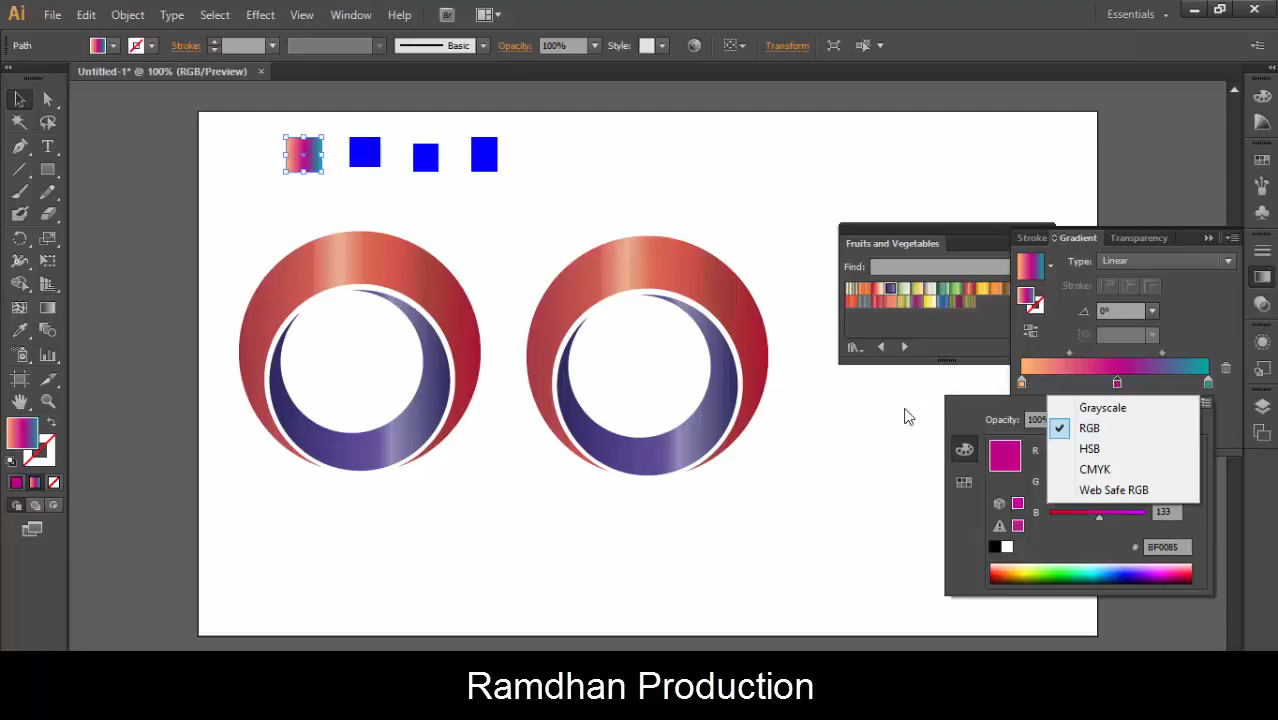 Ai File Edit Object Type Select Effect View Window Help Br Essentials
Path Stroke: Basic Opacity: 100% Style: Transform
Untitled-1* @ 100% (RGB/Preview) ×
Fruits and Vegetables
Find:
Stroke Gradient Transparency
Type: Linear
Stroke:
0°
Opacity: 100%
Grayscale
RGB
HSB
CMYK
Web Safe RGB
R
G
B 133
# BF0085
Ramdhan Production